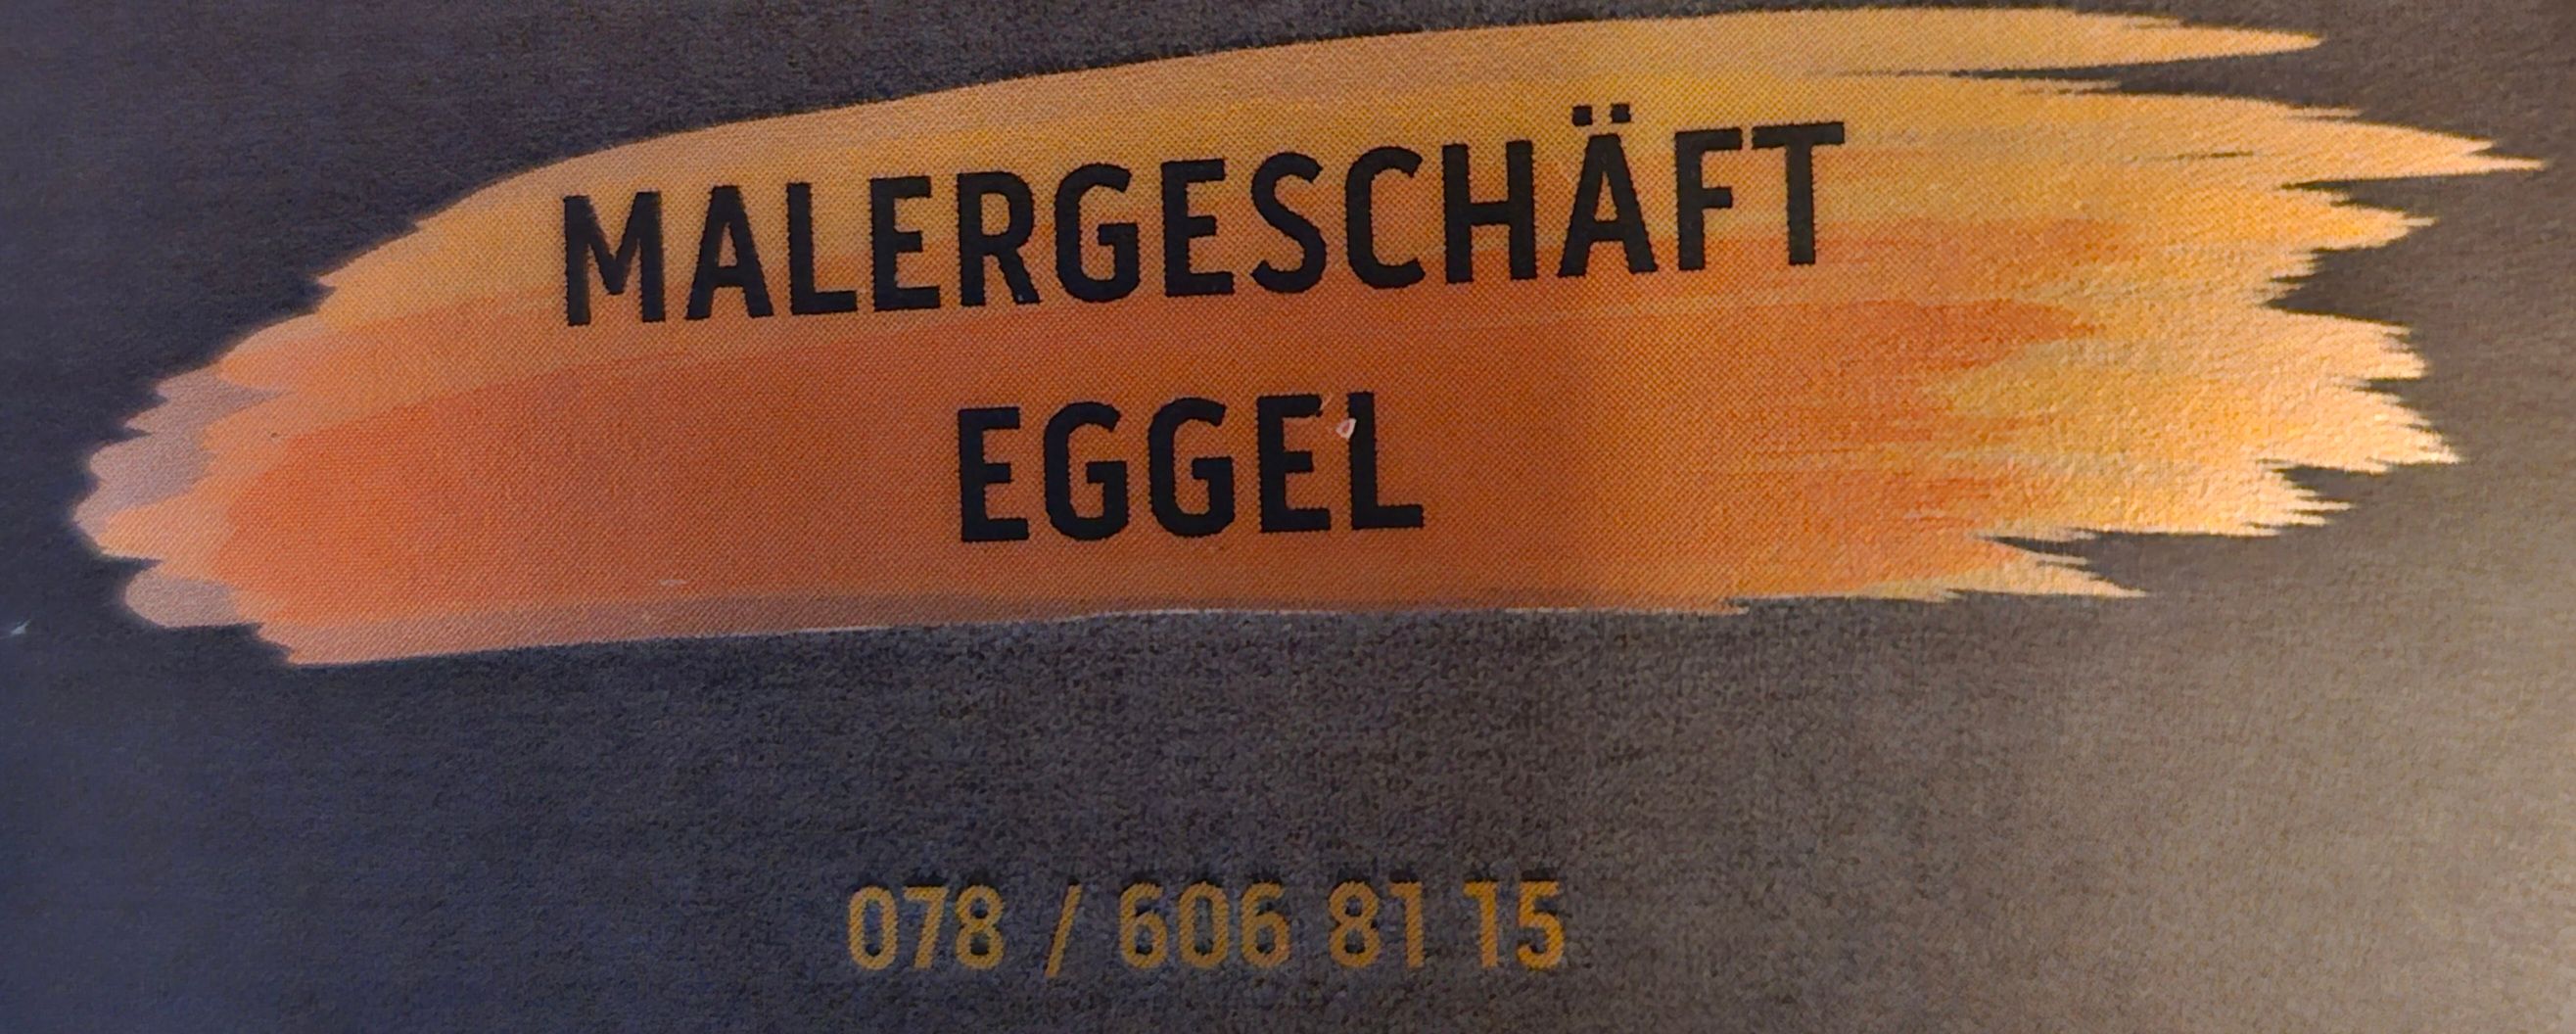 MALERGESCHÄFT
EGGEL
078 / 606 81 15